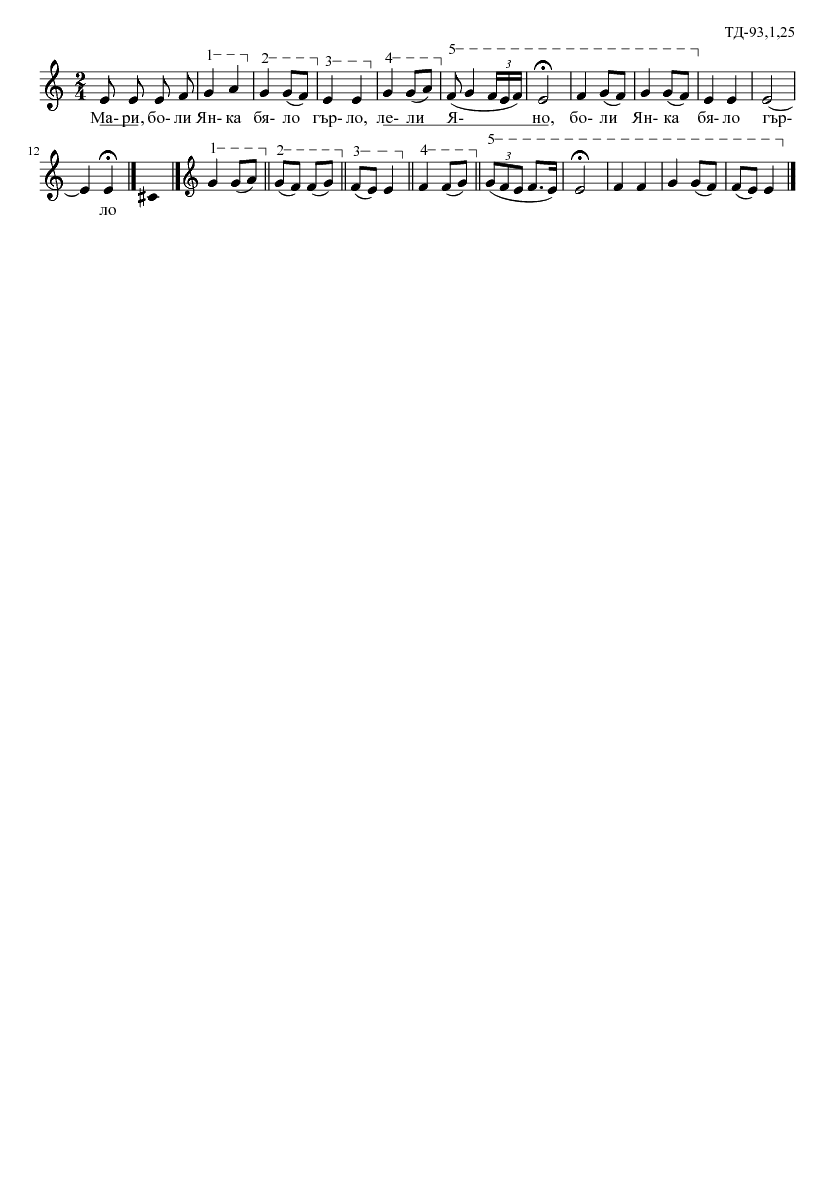 ТД-93,1,25
1 2 3 4 5
3
2
4
Ма- ри, бо- ли Ян- ка бя- ло гър- ло, ле- ли Я- но, бо- ли Ян- ка бя- ло гър-
12 1 2 3 4 5
3
ло